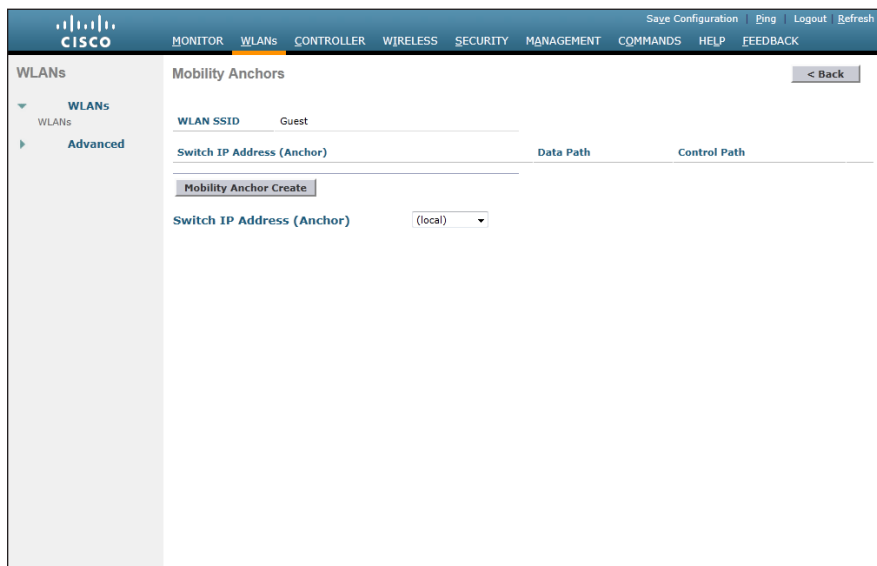 Save Configuration | Ping | Logout | Refresh
CISCO
MONITOR WLANs CONTROLLER WIRELESS SECURITY MANAGEMENT COMMANDS HELP FEEDBACK
WLANs
Mobility Anchors
< Back
WLANs
WLANs
Advanced
WLAN SSID Guest
Switch IP Address (Anchor) Data Path Control Path
Mobility Anchor Create
Switch IP Address (Anchor) (local)